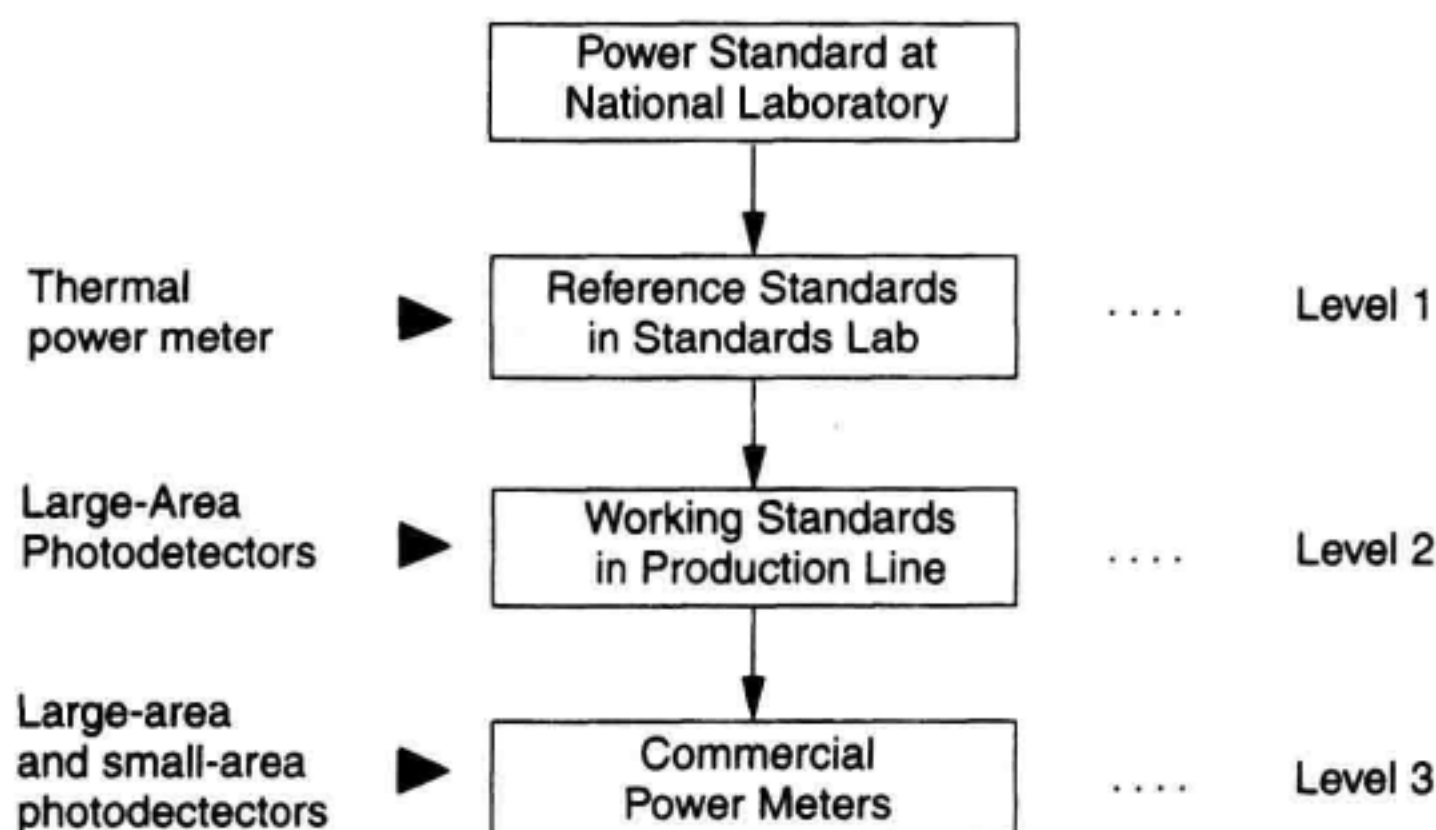 Power Standard at
National Laboratory
Thermal
power meter
Reference Standards
in Standards Lab
.... Level 1
Large-Area
Photodetectors
Working Standards
in Production Line
.... Level 2
Large-area
and small-area
photodectectors
Commercial
Power Meters
.... Level 3